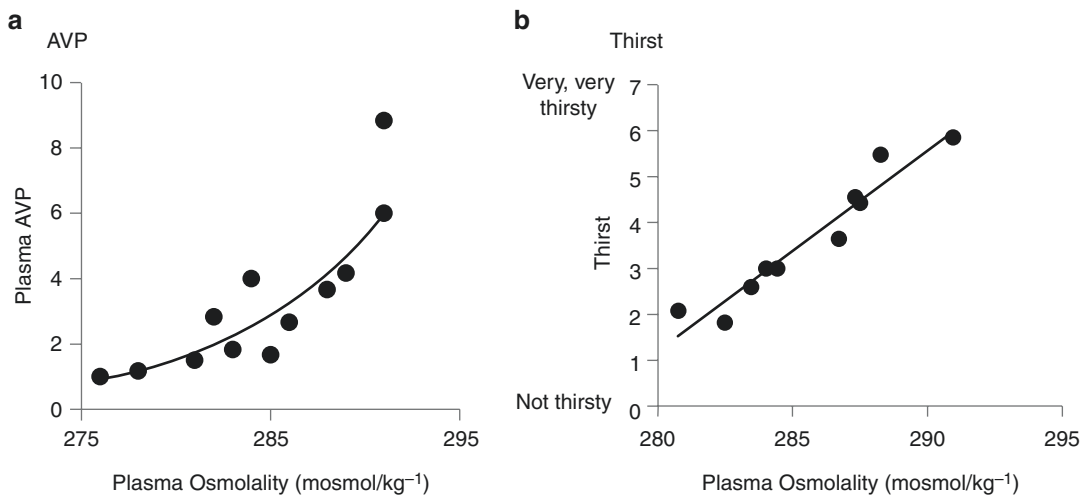 a
AVP
10
8
6
4
2
0
Plasma AVP
275
285
295
Plasma Osmolality (mosmol/kg⁻¹)
b
Thirst
Very, very
thirsty
Not thirsty
7
6
5
4
3
2
1
0
Thirst
280
285
290
295
Plasma Osmolality (mosmol/kg⁻¹)